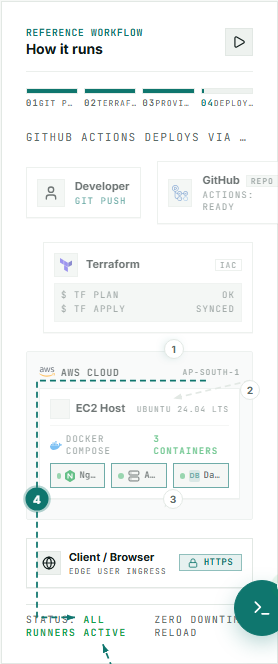 REFERENCE WORKFLOW
How it runs
01GIT P… 02TERRAF… 03PROVI… 04DEPLOY…
GITHUB ACTIONS DEPLOYS VIA …
Developer
GIT PUSH
GitHub REPO
ACTIONS:
READY
Terraform IAC
$ TF PLAN OK
$ TF APPLY SYNCED
1
aws AWS CLOUD AP-SOUTH-1
2
EC2 Host UBUNTU 24.04 LTS
DOCKER COMPOSE
3 CONTAINERS
Ng… A… DB Da…
4
3
Client / Browser
EDGE USER INGRESS
HTTPS
STATUS: ALL
RUNNERS ACTIVE
ZERO
RELOAD